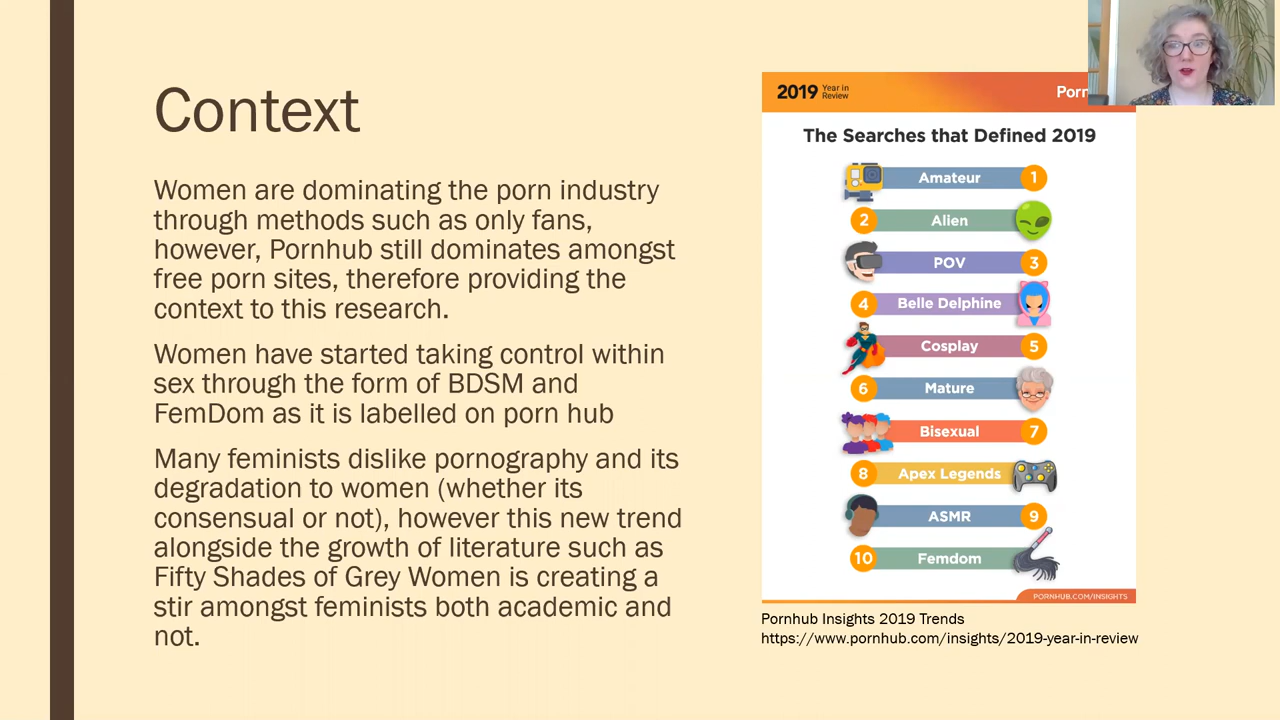 Context
Women are dominating the porn industry
through methods such as only fans,
however, Pornhub still dominates amongst
free porn sites, therefore providing the
context to this research.
Women have started taking control within
sex through the form of BDSM and
FemDom as it is labelled on porn hub
Many feminists dislike pornography and its
degradation to women (whether its
consensual or not), however this new trend
alongside the growth of literature such as
Fifty Shades of Grey Women is creating a
stir amongst feminists both academic and
not.
2019 Year in
Review
Porn
The Searches that Defined 2019
Amateur 1
2 Alien
POV 3
4 Belle Delphine
Cosplay 5
6 Mature
Bisexual 7
8 Apex Legends
ASMR 9
10 Femdom
PORNHUB.COM/INSIGHTS
Pornhub Insights 2019 Trends
https://www.pornhub.com/insights/2019-year-in-review